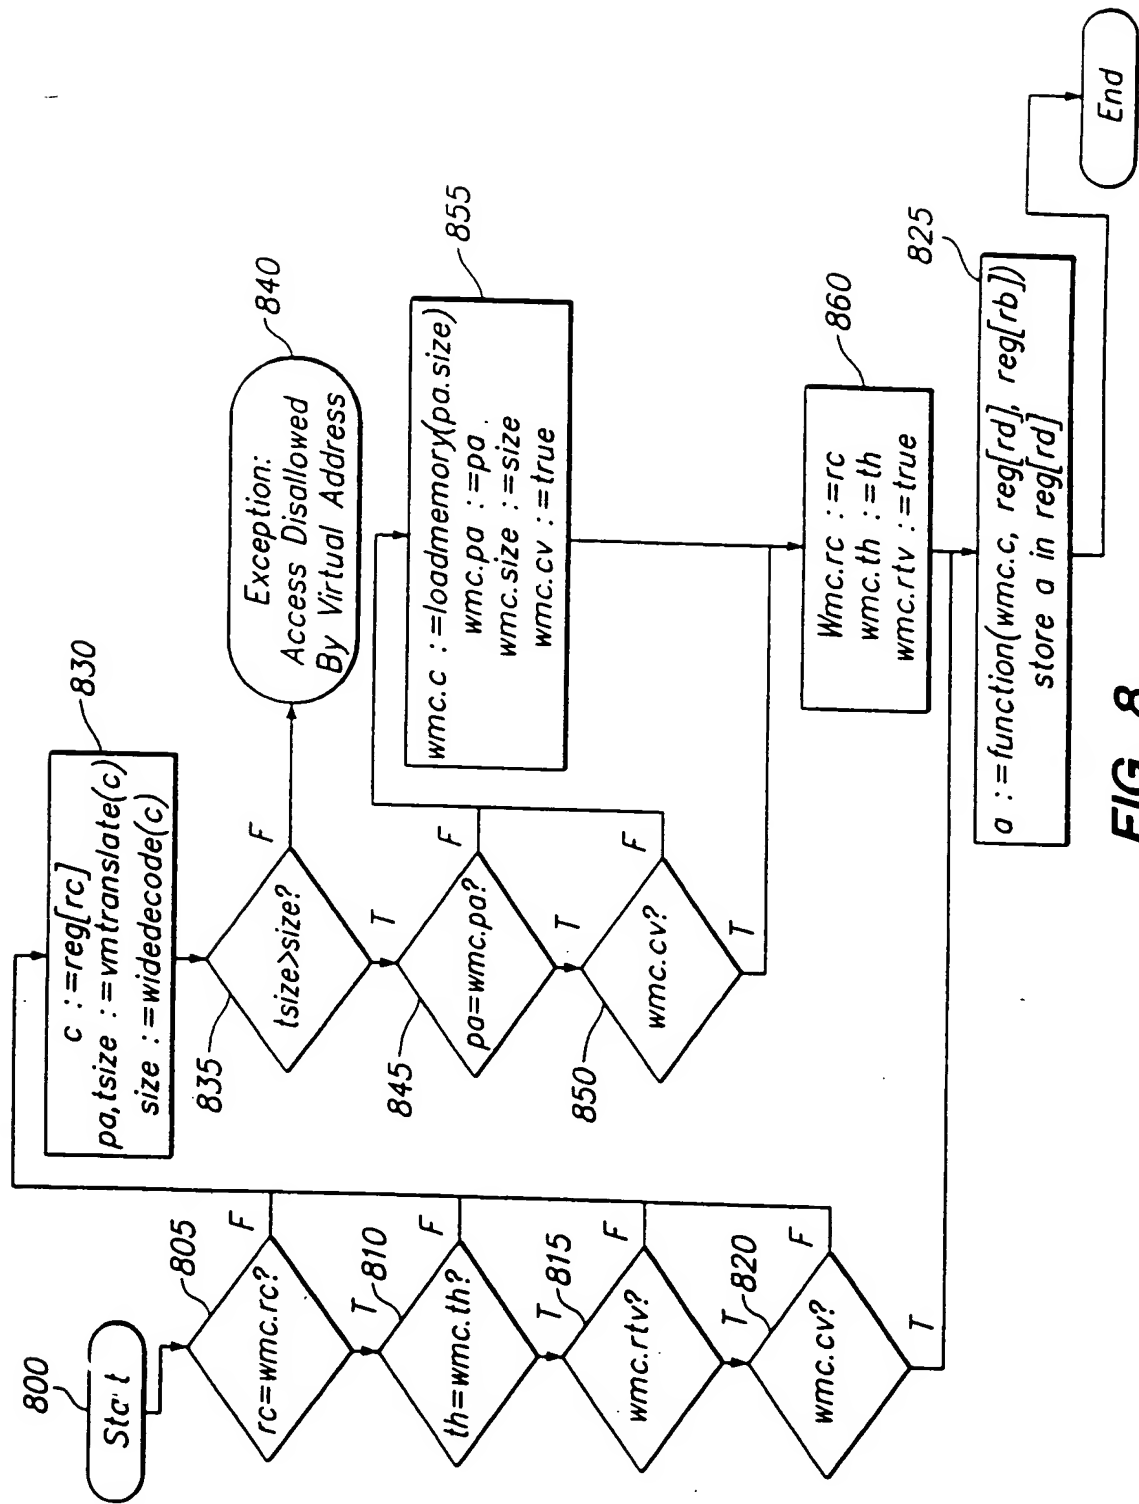 800
Start
805
rc=wmc.rc?
F
T
810
th=wmc.th?
F
T
815
wmc.rtv?
F
T
820
wmc.cv?
F
T
830
c :=reg[rc]
pa,tsize :=vmtranslate(c)
size :=widedecode(c)
835
tsize>size?
F
T
840
Exception:
Access Disallowed
By Virtual Address
845
pa=wmc.pa?
F
T
850
wmc.cv?
F
T
855
wmc.c :=loadmemory(pa.size)
wmc.pa :=pa
wmc.size :=size
wmc.cv :=true
860
Wmc.rc :=rc
wmc.th :=th
wmc.rtv :=true
825
a :=function(wmc.c, reg[rd], reg[rb])
store a in reg[rd]
End
FIG. 8